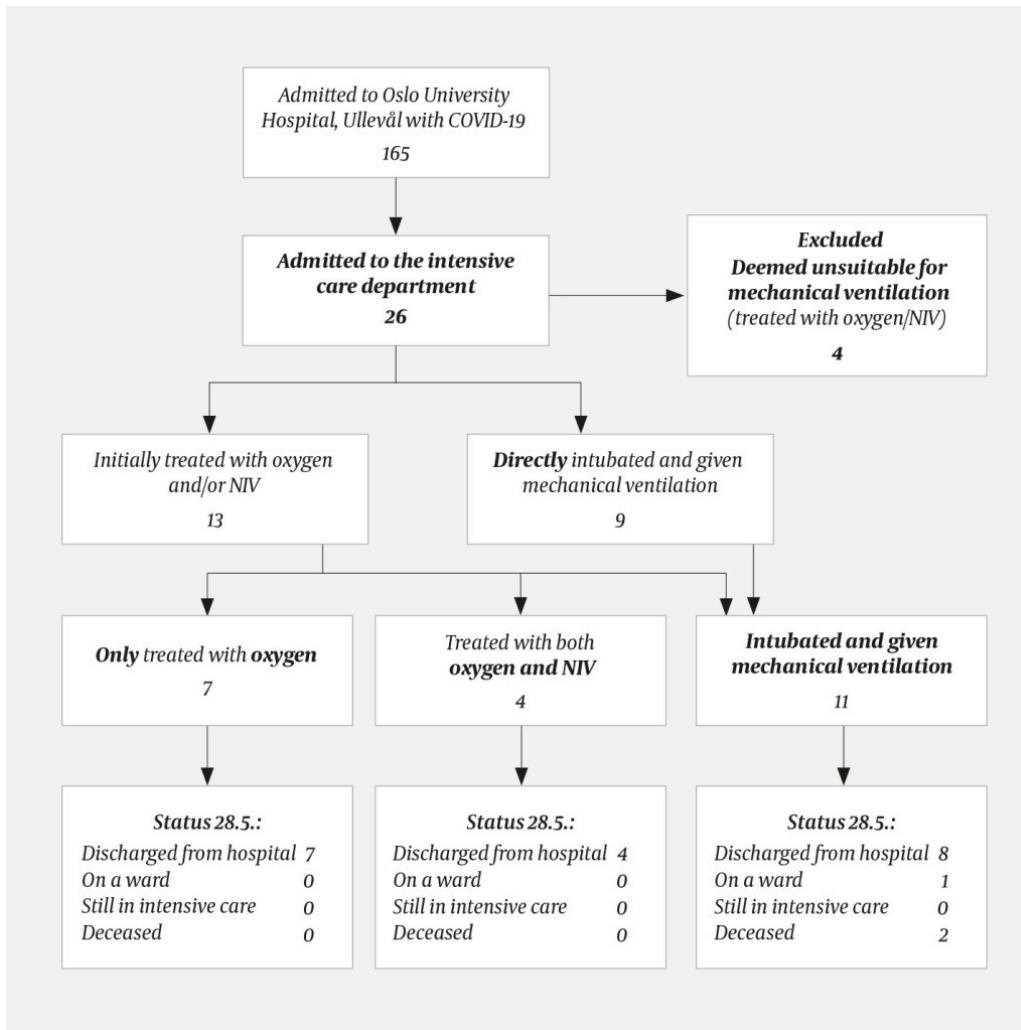 Admitted to Oslo University
Hospital, Ullevål with COVID-19
165
Admitted to the intensive
care department
26
Excluded
Deemed unsuitable for
mechanical ventilation
(treated with oxygen/NIV)
4
Initially treated with oxygen
and/or NIV
13
Directly intubated and given
mechanical ventilation
9
Only treated with oxygen
7
Treated with both
oxygen and NIV
4
Intubated and given
mechanical ventilation
11
Status 28.5.:
Discharged from hospital 7
On a ward 0
Still in intensive care 0
Deceased 0
Status 28.5.:
Discharged from hospital 4
On a ward 0
Still in intensive care 0
Deceased 0
Status 28.5.:
Discharged from hospital 8
On a ward 1
Still in intensive care 0
Deceased 2